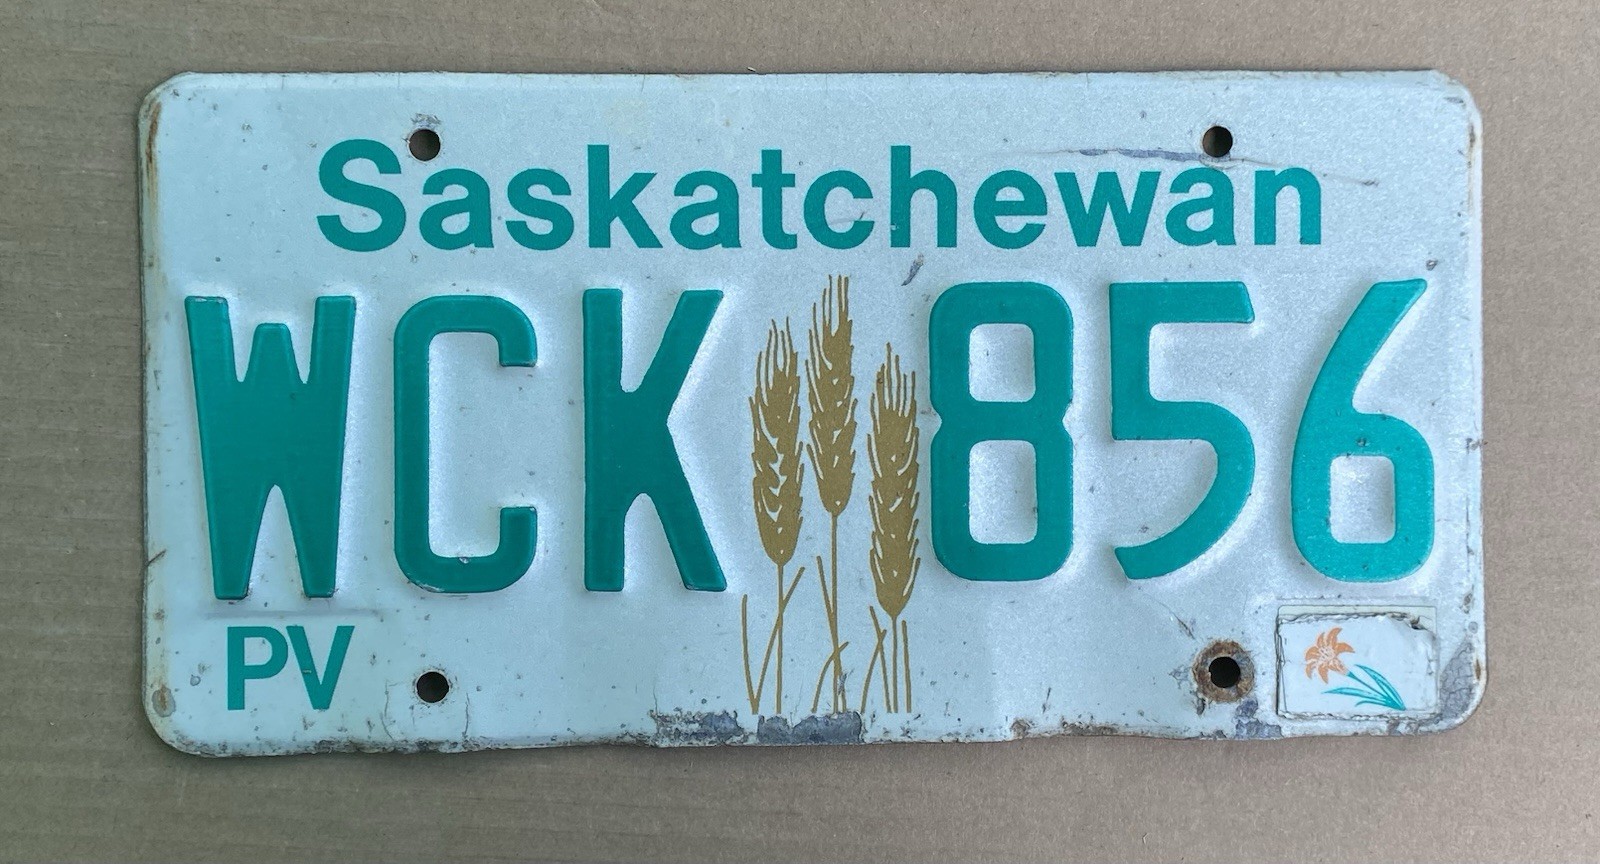 Saskatchewan
WCK 856
PV